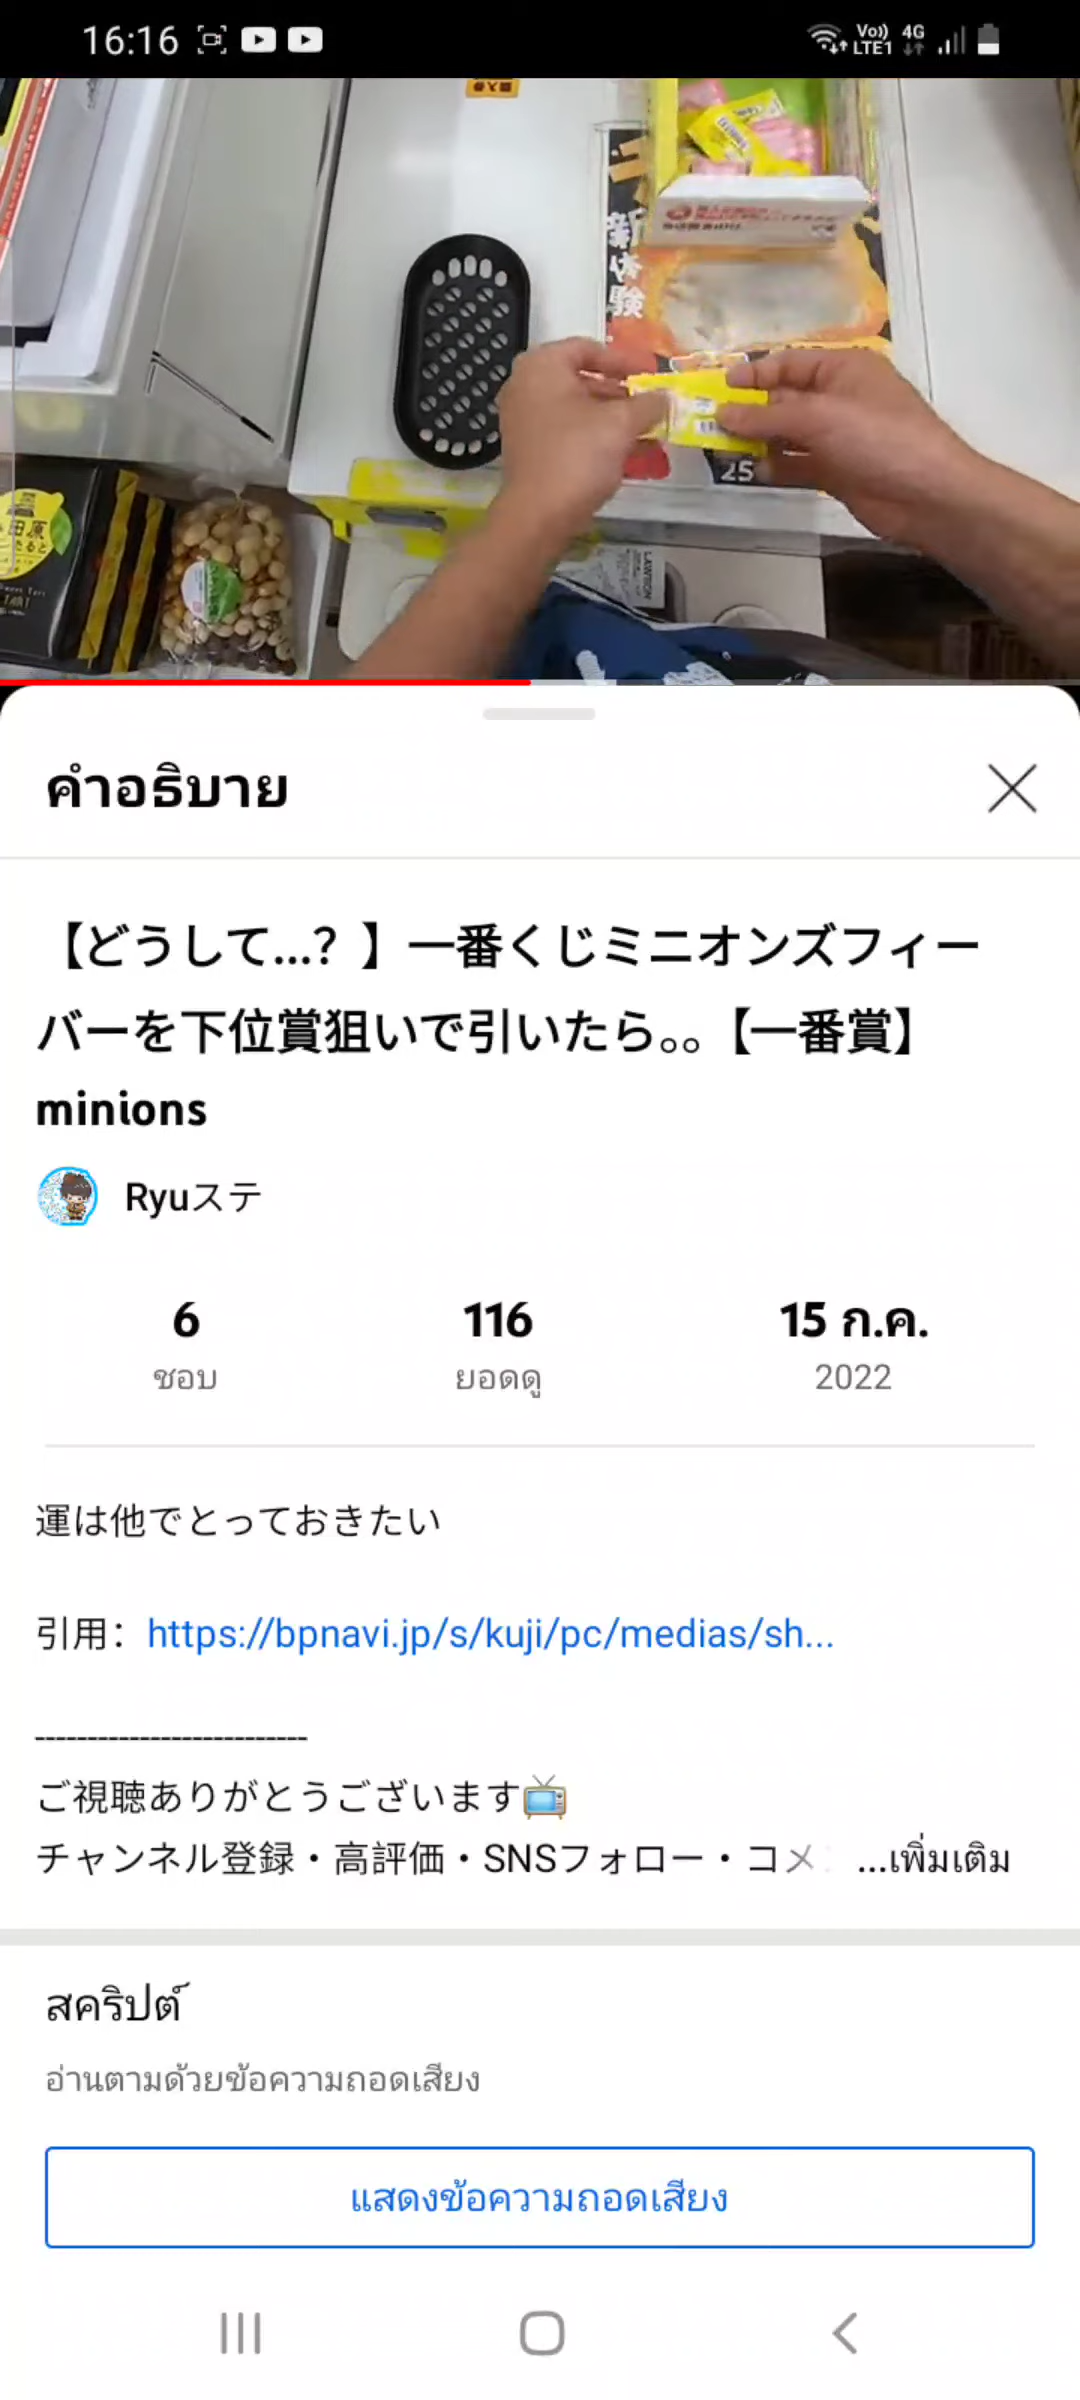 16:16
Vo)) 4G
LTE1
25
LAWSON
田原
คำอธิบาย
【どうして...？】一番くじミニオンズフィー
バーを下位賞狙いで引いたら。。【一番賞】
minions
Ryuステ
6 116 15 ก.ค.
ชอบ ยอดดู 2022
運は他でとっておきたい
引用：https://bpnavi.jp/s/kuji/pc/medias/sh...
--------------------------
ご視聴ありがとうございます📺
チャンネル登録・高評価・SNSフォロー・コメ ...เพิ่มเติม
สคริปต์
อ่านตามด้วยข้อความถอดเสียง
แสดงข้อความถอดเสียง